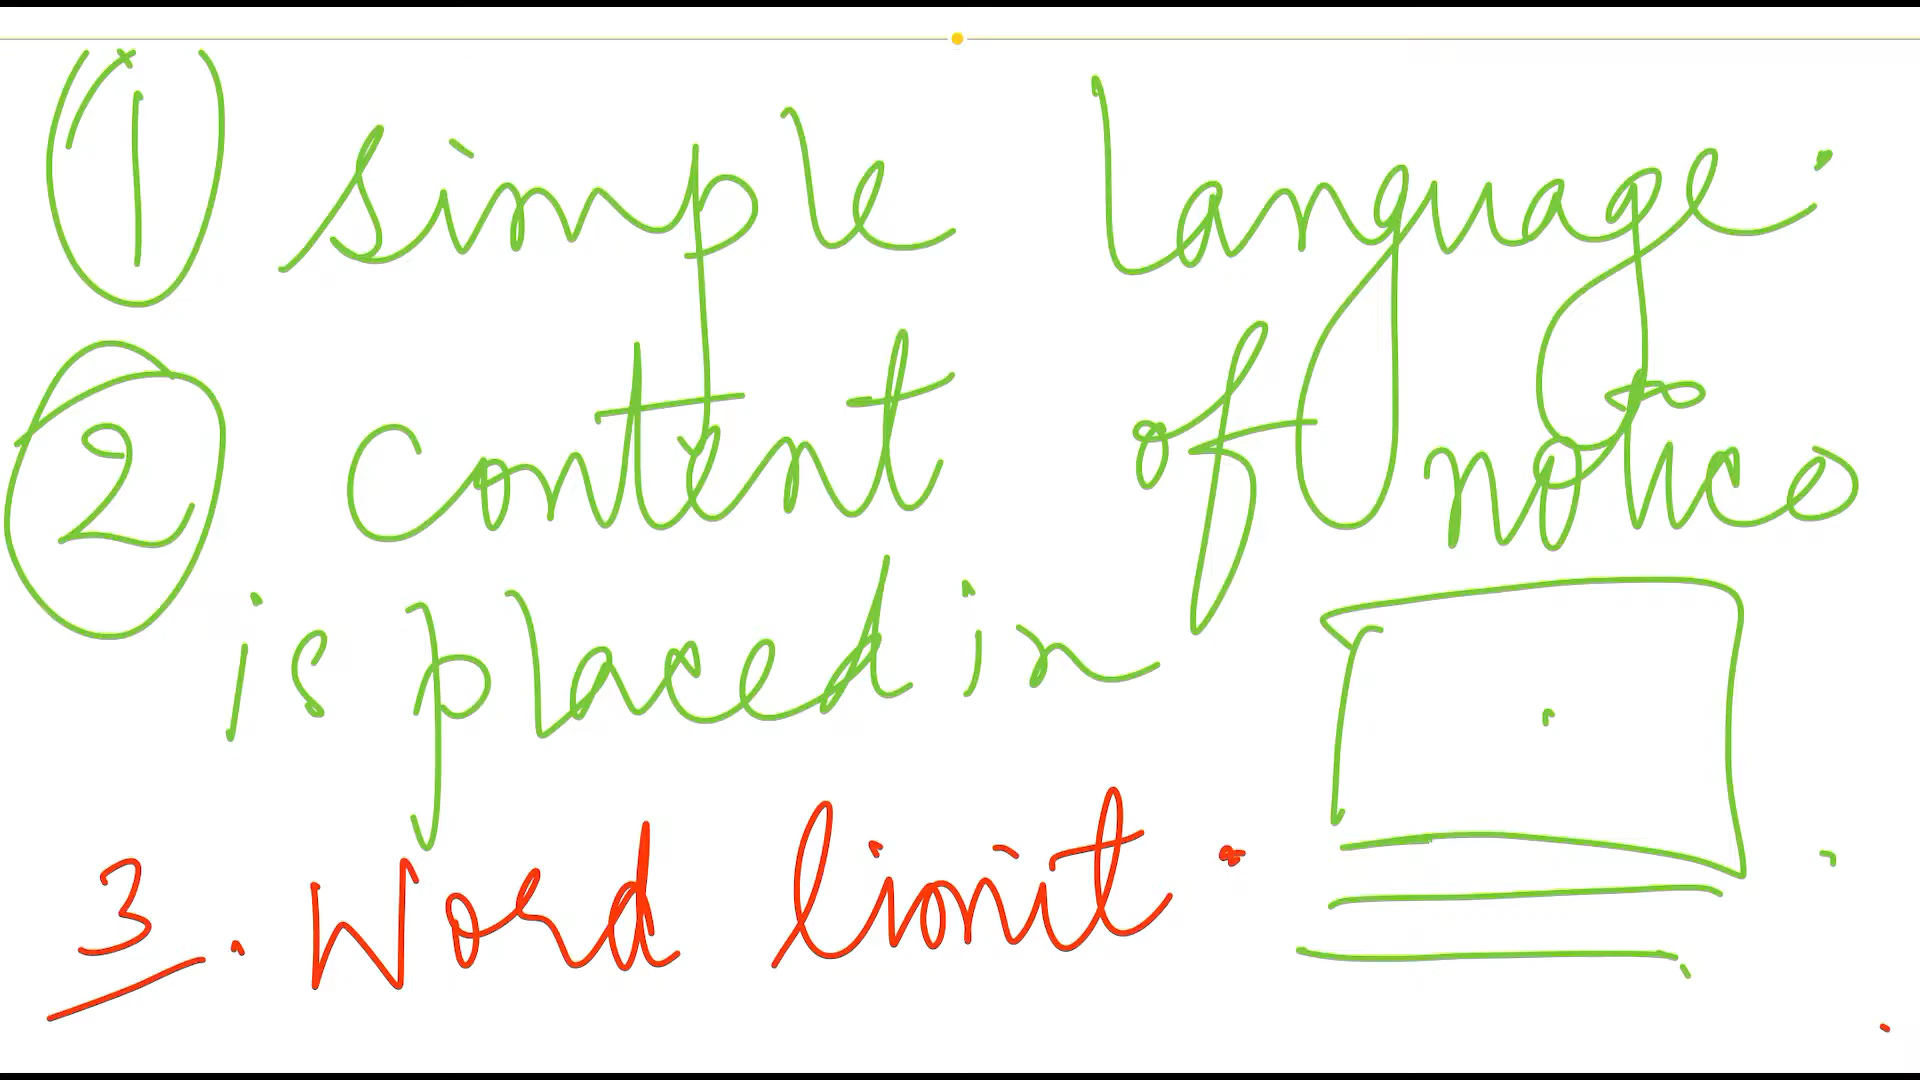 1 simple language.
2 content of notice
is placed in
3. Word limit.